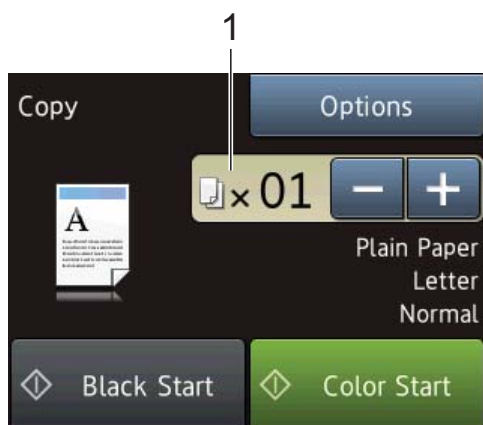 1
Copy
Options
× 01 − +
A
Plain Paper
Letter
Normal
Black Start
Color Start